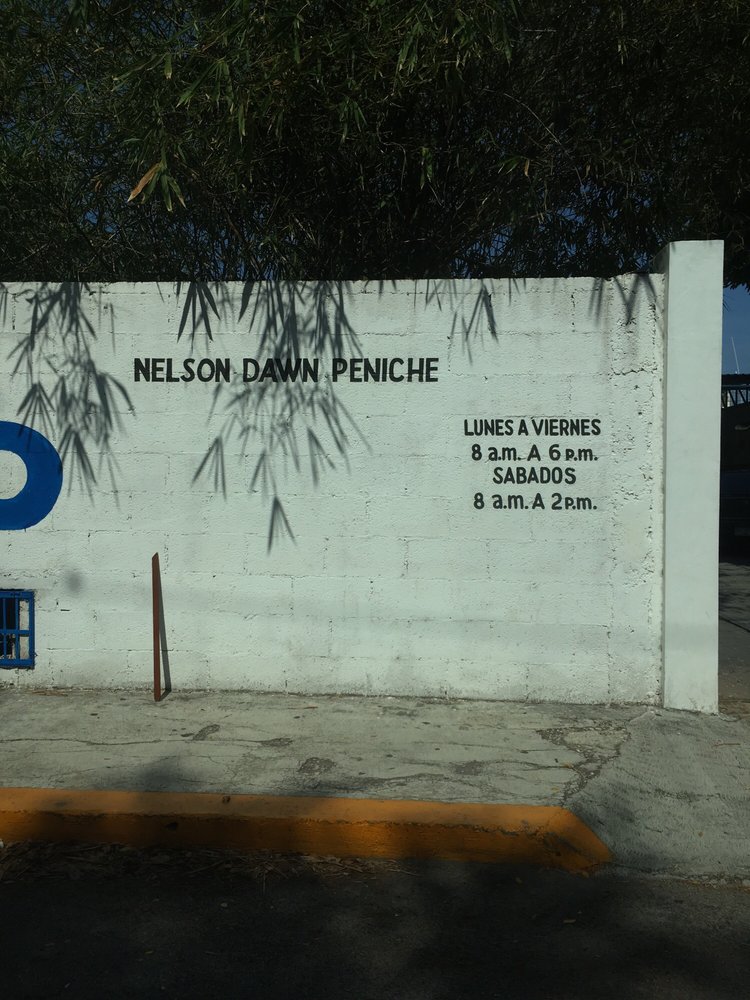 NELSON DAWN PENICHE
LUNES A VIERNES
8 a.m. A 6 p.m.
SABADOS
8 a.m. A 2 p.m.